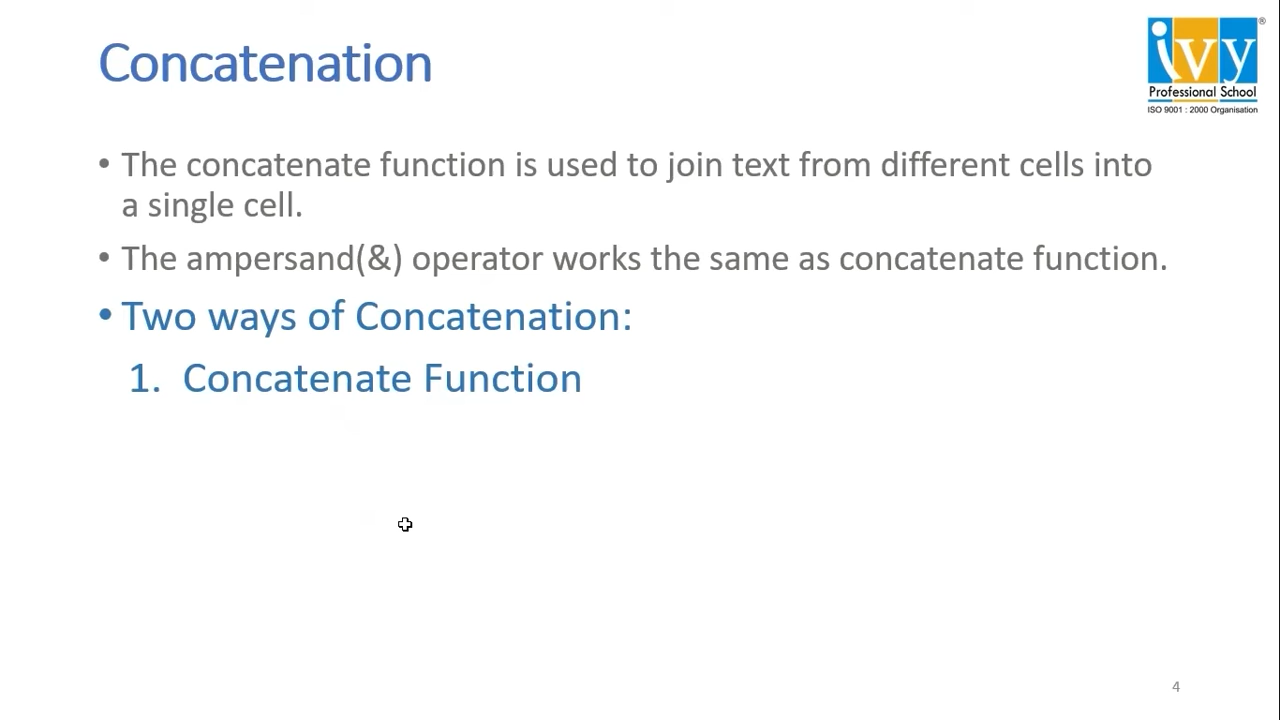 Concatenation
ivy
®
Professional School
ISO 9001 : 2000 Organisation
• The concatenate function is used to join text from different cells into
a single cell.
• The ampersand(&) operator works the same as concatenate function.
• Two ways of Concatenation:
1. Concatenate Function
4